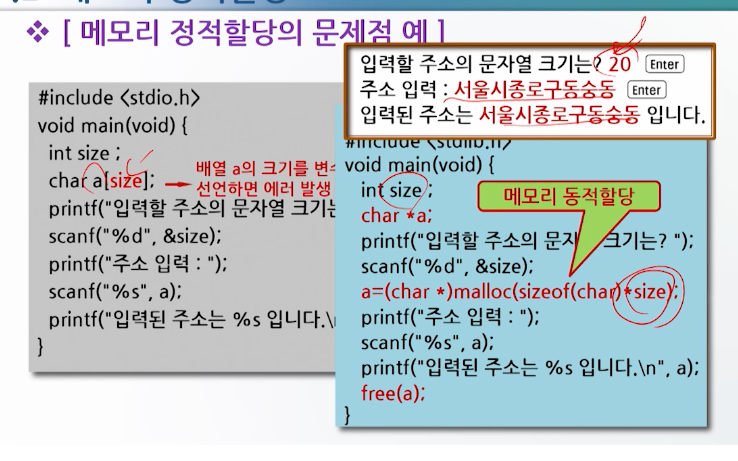 ❖ [ 메모리 정적할당의 문제점 예 ]
입력할 주소의 문자열 크기는? 20 Enter
주소 입력 : 서울시종로구동숭동 Enter
입력된 주소는 서울시종로구동숭동 입니다.
#include <stdio.h>
void main(void) {
int size ;
char a[size];
배열 a의 크기를
선언하면 에러 발생
printf("입력할 주소의 문자열 크기는
scanf("%d", &size);
printf("주소 입력 : ");
scanf("%s", a);
printf("입력된 주소는 %s 입니다.
}
#include <stdlib.h>
void main(void) {
int size ;
메모리 동적할당
char *a;
printf("입력할 주소의 문자 크기는? ");
scanf("%d", &size);
a=(char *)malloc(sizeof(char)*size);
printf("주소 입력 : ");
scanf("%s", a);
printf("입력된 주소는 %s 입니다.\n", a);
free(a);
}